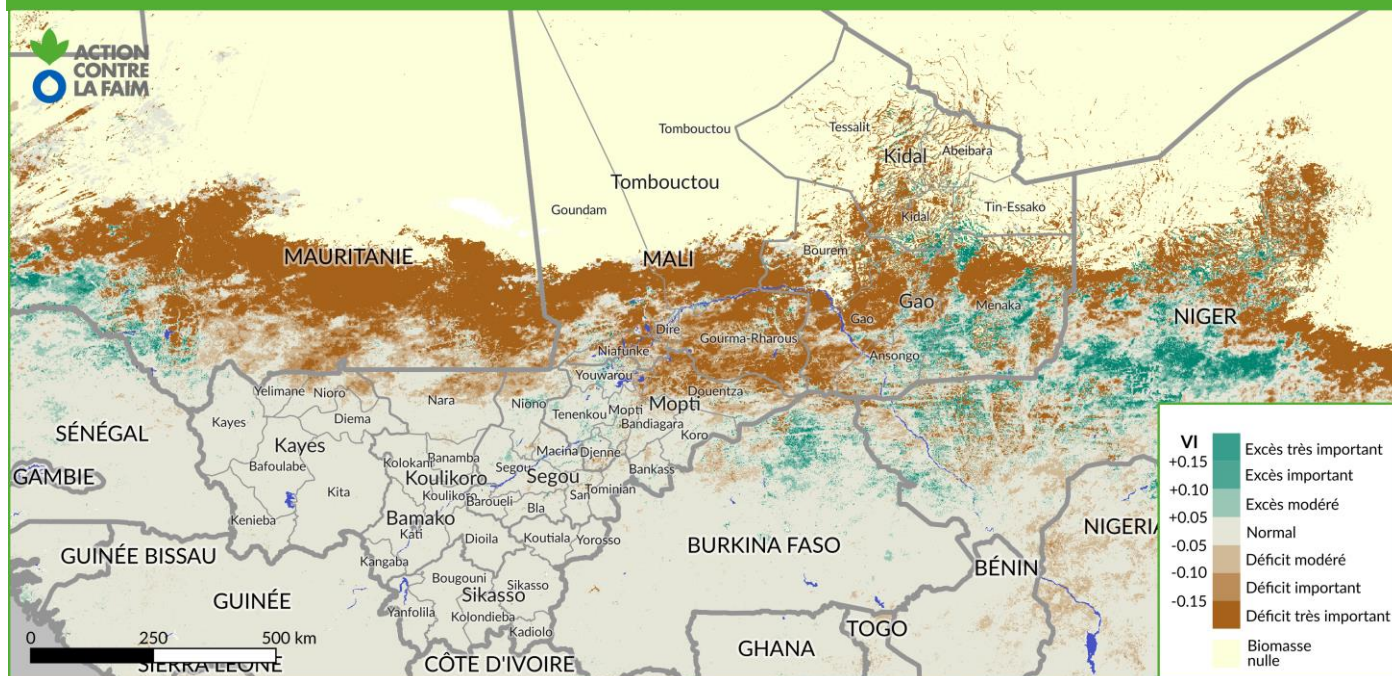 ACTION
CONTRE
LA FAIM
Tombouctou
Tessalit
Kidal
Abeibara
Tombouctou
Goundam
Kidal
Tin-Essako
MAURITANIE
MALI
Bourem
Gao
Menaka
NIGER
Gao
Dire
Gourma-Rharous
Niafunke
Ansongo
Youwarou
Douentza
Yelimane
Nioro
Nara
Niono
Mopti
Tenenkou
Mopti
Diema
Kayes
Bandiagara
Koro
SÉNÉGAL
Kayes
Macina
Djenne
Banamba
Kolokani
Segou
Bafoulabe
Bankass
GAMBIE
Koulikoro
Segou
Kita
Koulikoro
San
Tominian
Baroueli
Bla
Kenieba
Bamako
Kati
Dioila
Koutiala
Yorosso
NIGERIA
BURKINA FASO
GUINÉE BISSAU
Kangaba
BÉNIN
Bougouni
Sikasso
GUINÉE
Sikasso
Yanfolila
Kolondieba
TOGO
Kadiolo
GHANA
SIERRA LEONE
CÔTE D'IVOIRE
0
250
500 km
VI
Excès très important
+0.15
Excès important
+0.10
Excès modéré
+0.05
Normal
-0.05
Déficit modéré
-0.10
Déficit important
-0.15
Déficit très important
Biomasse
nulle